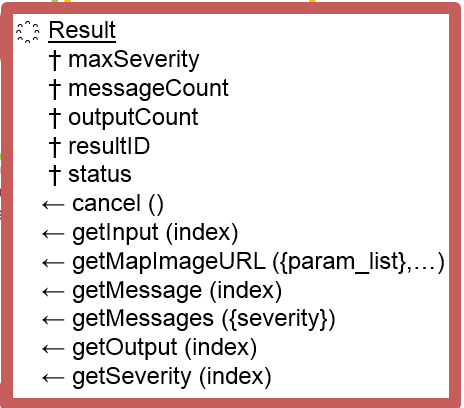 Result
† maxSeverity
† messageCount
† outputCount
† resultID
† status
← cancel ()
← getInput (index)
← getMapImageURL ({param_list},…)
← getMessage (index)
← getMessages ({severity})
← getOutput (index)
← getSeverity (index)